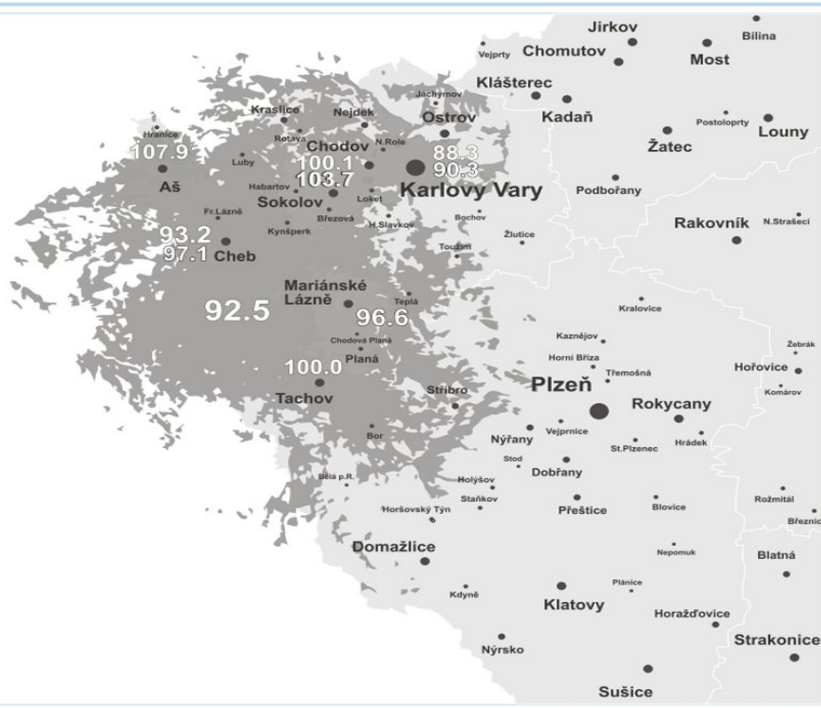 Jirkov
Bílina
Vejprty
Chomutov
Most
Klášterec
Jáchymov
Kadaň
Kraslice
Nejdek
Ostrov
Postoloprty
Louny
Hranice
Rotava
N.Role
Žatec
107.9
Chodov
88.3
Luby
100.1
90.3
Aš
Habartov
103.7
Karlovy Vary
Podbořany
Sokolov
Loket
Fr.Lázně
Březová
Bochov
Rakovník
N.Strašecí
Kynšperk
H.Slavkov
93.2
Žlutice
97.1
Cheb
Toužim
Mariánské
Lázně
Teplá
92.5
96.6
Kralovice
Chodová Planá
Kaznějov
Žebrák
Planá
Horní Bříza
100.0
Třemošná
Hořovice
Plzeň
Tachov
Stříbro
Komárov
Rokycany
Bor
Nýřany
Vejprnice
Hrádek
St.Plzenec
Stod
Dobřany
Bělá p.R.
Holýšov
Staňkov
Rožmitál
Horšovský Týn
Přeštice
Blovice
Březnic
Domažlice
Nepomuk
Blatná
Plánice
Kdyně
Klatovy
Horažďovice
Strakonice
Nýrsko
Sušice